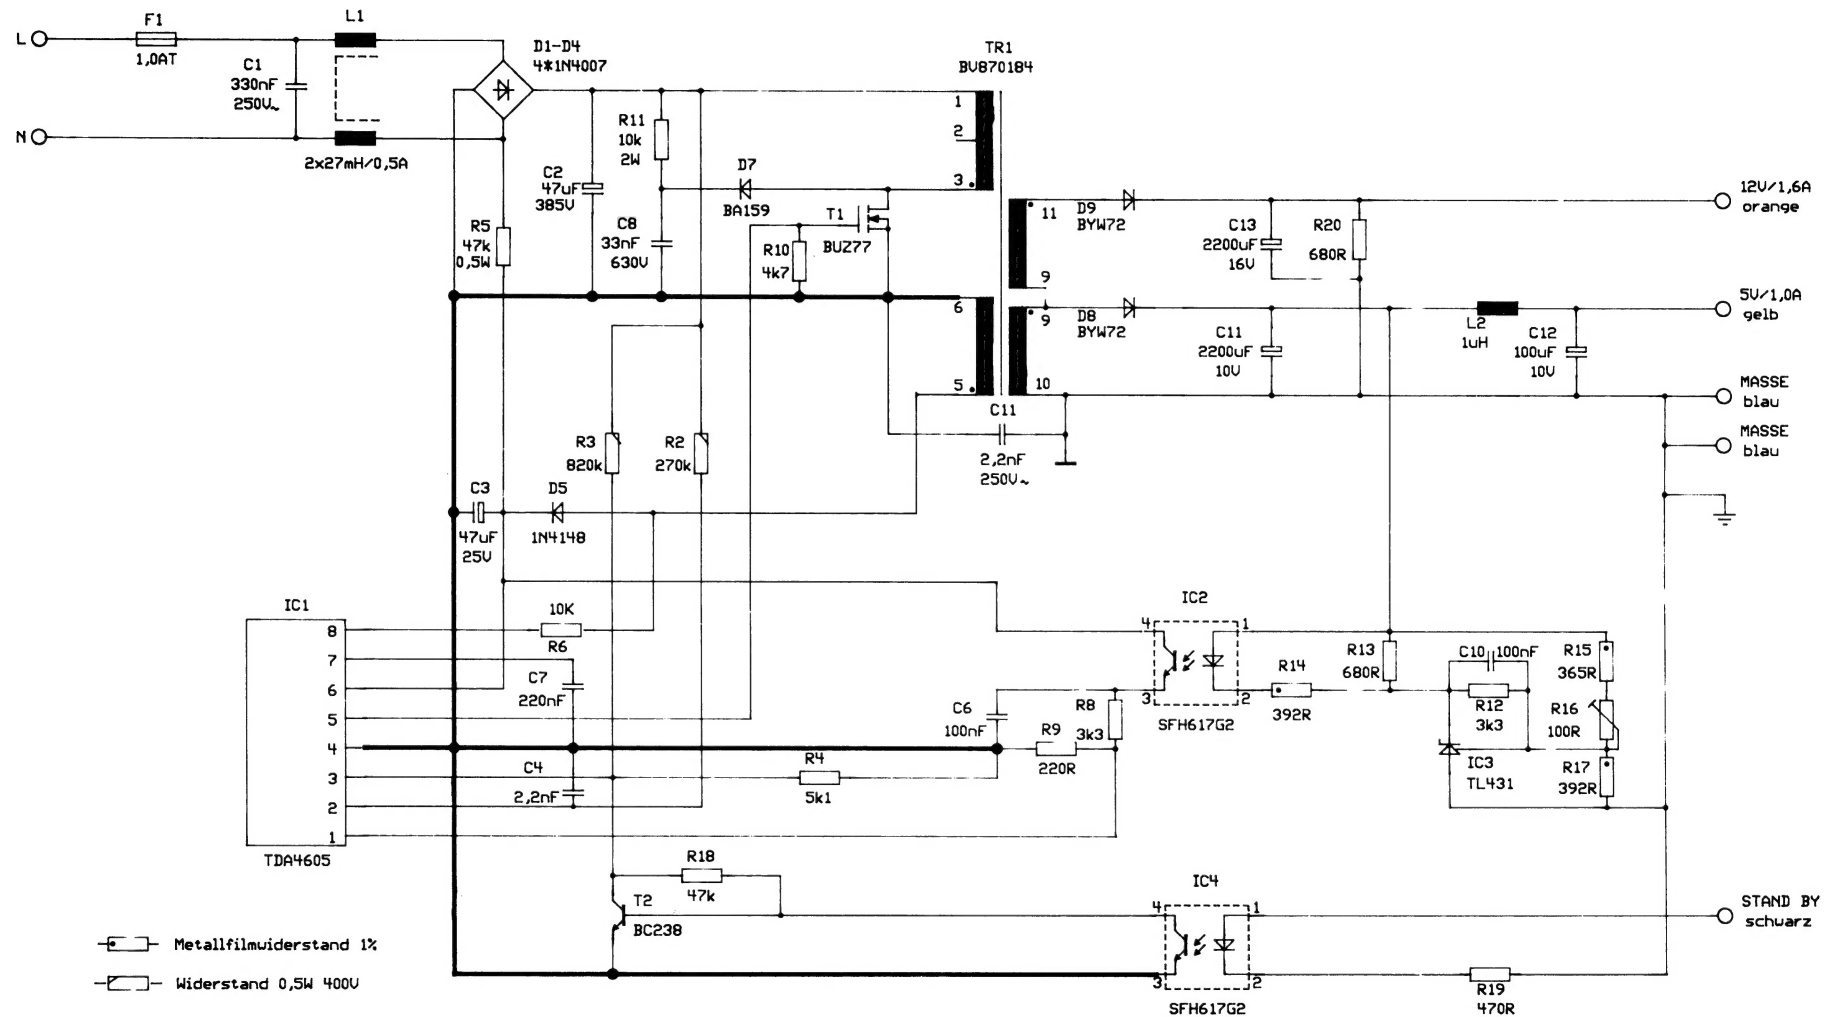 L
F1
1,0AT
C1
330nF
250V~
L1
2x27mH/0,5A
N
D1-D4
4*1N4007
R5
47k
0,5W
C2
47uF
385V
R11
10k
2W
C8
33nF
630V
D7
BA159
T1
BUZ77
R10
4k7
TR1
BV870184
1
2
3
6
5
11
9
9
10
D9
BYW72
D8
BYW72
C13
2200uF
16V
R20
680R
C11
2200uF
10V
L2
1uH
C12
100uF
10V
12V/1,6A
orange
5V/1,0A
gelb
MASSE
blau
MASSE
blau
C11
2,2nF
250V~
R3
820k
R2
270k
C3
47uF
25V
D5
1N4148
IC1
8
7
6
5
4
3
2
1
TDA4605
10K
R6
C7
220nF
C4
2,2nF
R4
5k1
C6
100nF
R9
220R
R8
3k3
IC2
4
1
3
2
SFH617G2
R14
392R
R13
680R
C10 100nF
R12
3k3
IC3
TL431
R15
365R
R16
100R
R17
392R
R18
47k
T2
BC238
IC4
4
1
3
2
SFH617G2
R19
470R
STAND BY
schwarz
Metallfilmwiderstand 1%
Widerstand 0,5W 400V